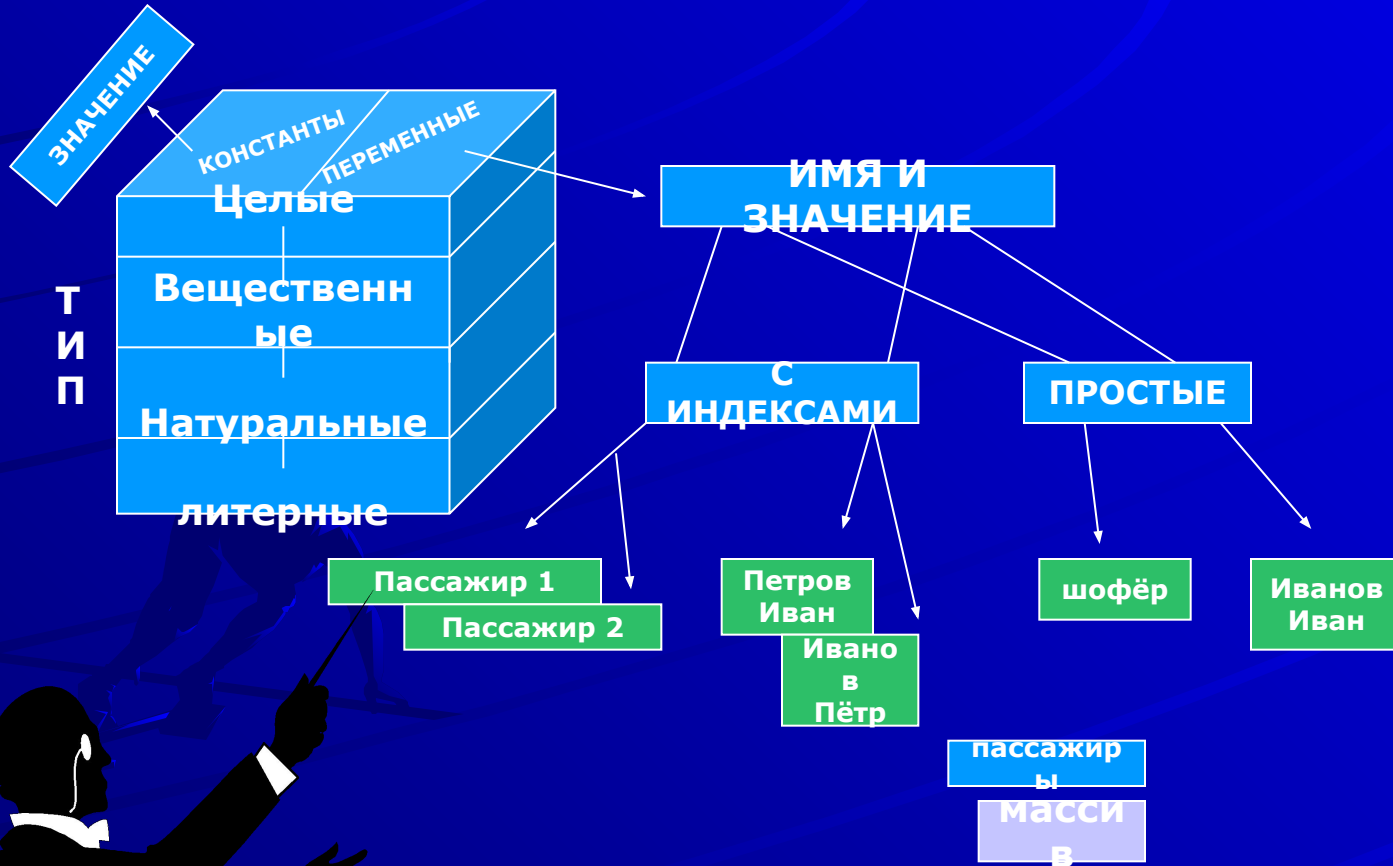 ЗНАЧЕНИЕ
КОНСТАНТЫ
ПЕРЕМЕННЫЕ
Целые
Вещественн
ые
Натуральные
литерные
Т
И
П
ИМЯ И
ЗНАЧЕНИЕ
С
ИНДЕКСАМИ
ПРОСТЫЕ
Пассажир 1
Пассажир 2
Петров
Иван
Ивано
в
Пётр
шофёр
Иванов
Иван
пассажир
ы
масси
в